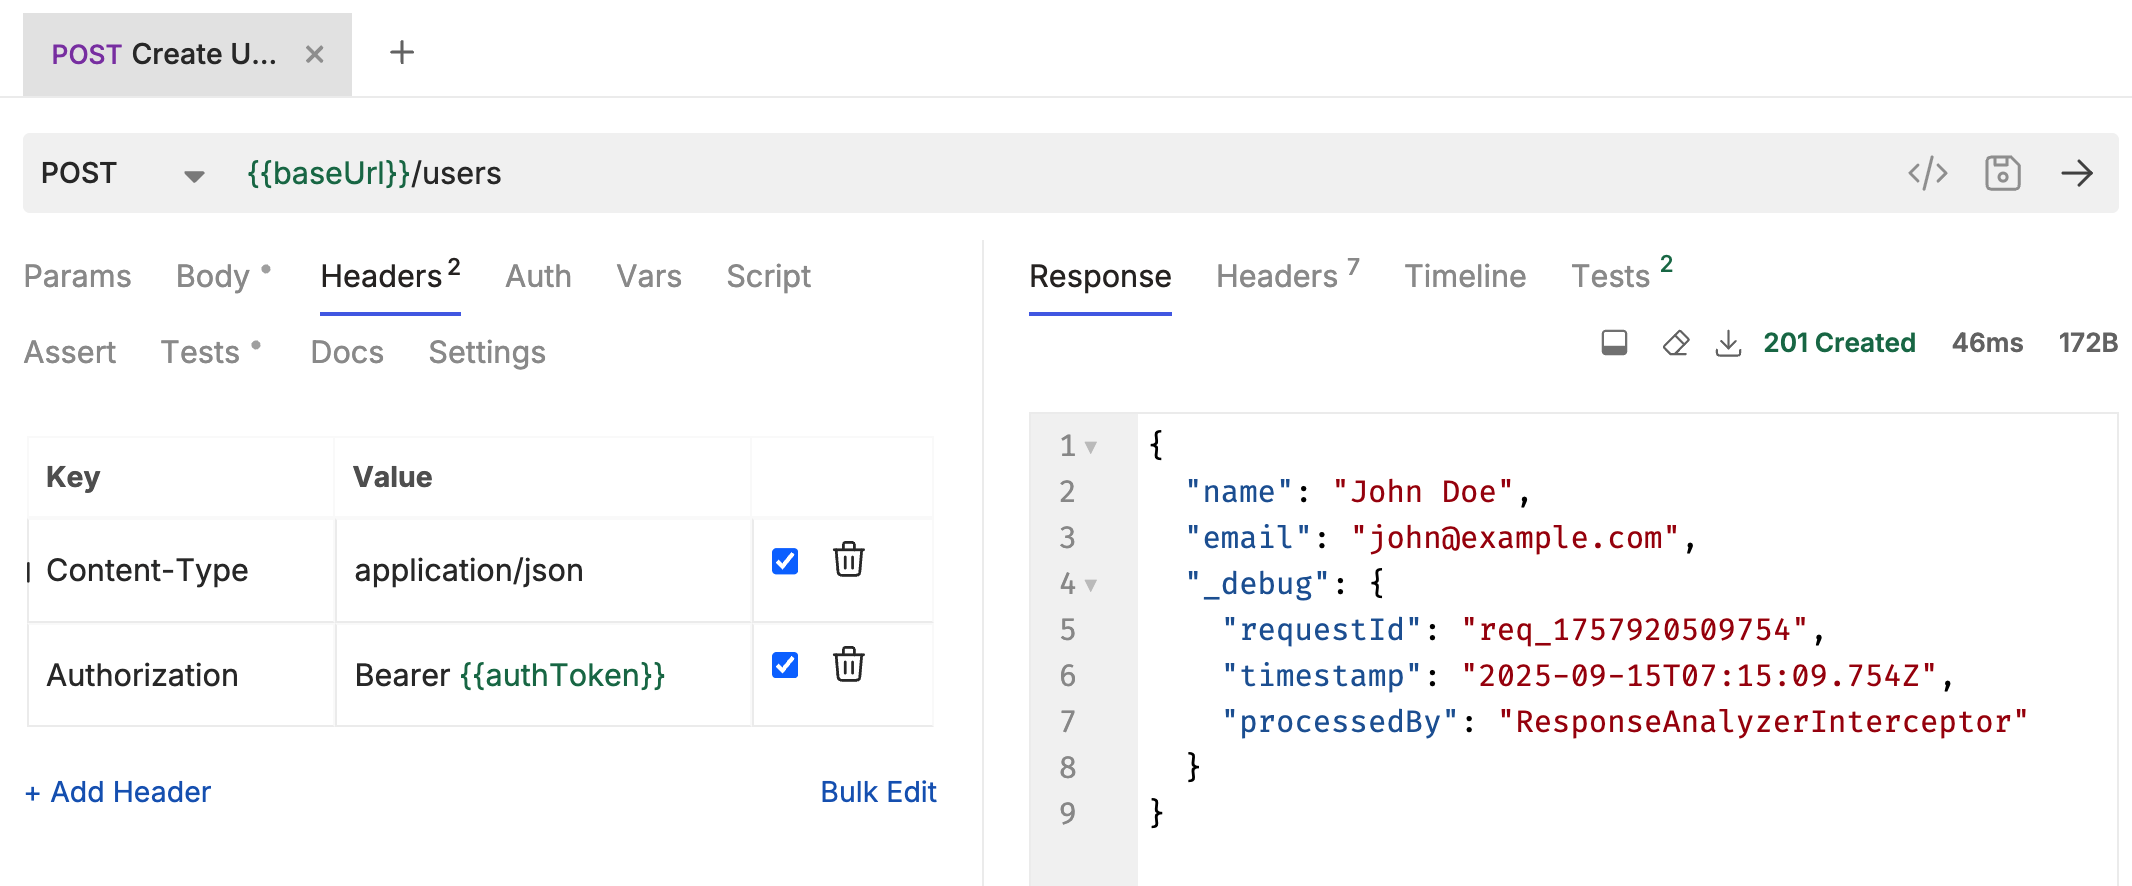 POST Create U...
POST {{baseUrl}}/users
Params Body Headers 2 Auth Vars Script
Assert Tests Docs Settings
Key Value
Content-Type application/json
Authorization Bearer {{authToken}}
+ Add Header Bulk Edit
Response Headers 7 Timeline Tests 2
201 Created 46ms 172B
1 {
2 "name": "John Doe",
3 "email": "john@example.com",
4 "_debug": {
5 "requestId": "req_1757920509754",
6 "timestamp": "2025-09-15T07:15:09.754Z",
7 "processedBy": "ResponseAnalyzerInterceptor"
8 }
9 }